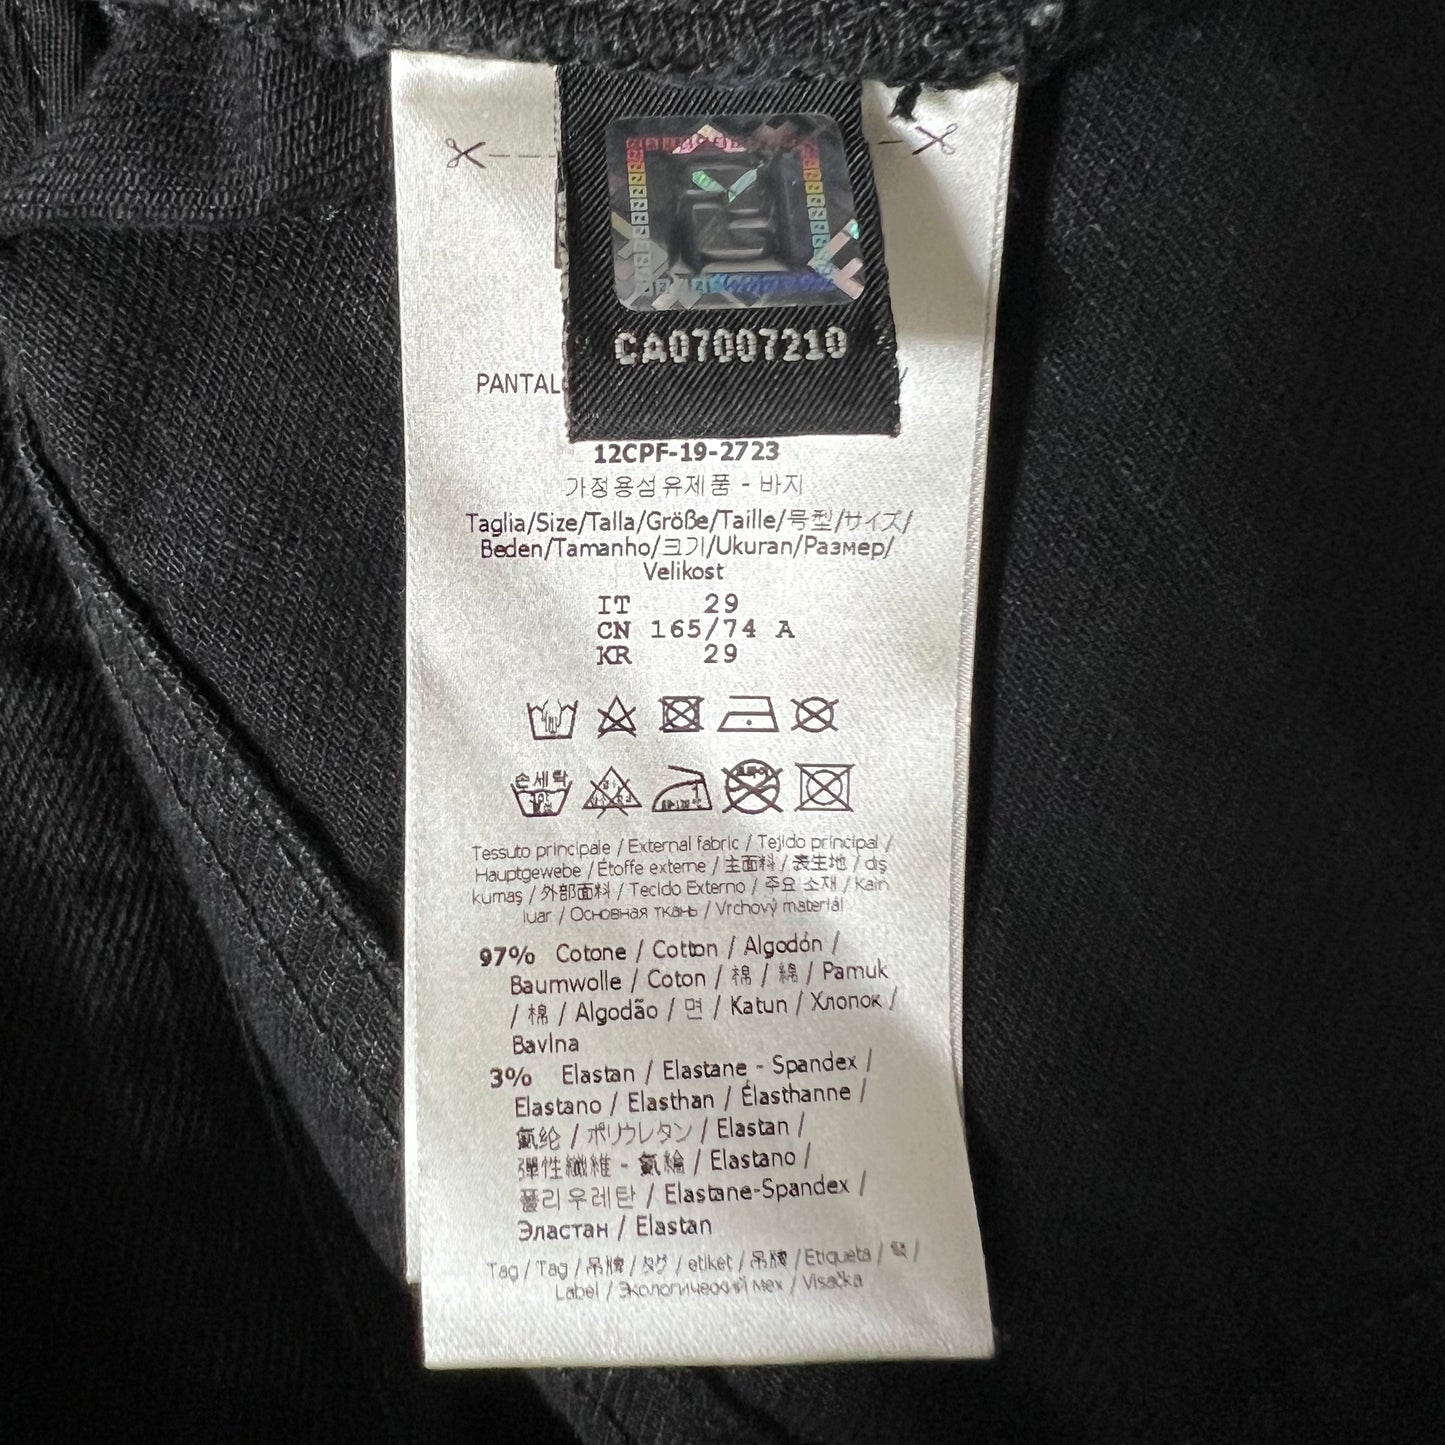 CA07007210
PANTAL
12CPF-19-2723
가정용섬유제품 - 바지
Taglia/Size/Talla/Größe/Taille/号型/サイズ/
Beden/Tamanho/크기/Ukuran/Размер/
Velikost
IT 29
CN 165/74 A
KR 29
손세탁
Tessuto principale / External fabric / Tejido principal /
Hauptgewebe / Étoffe externe / 主面料 / 表生地 / dış
kumaş / 外部面料 / Tecido Externo / 주요 소재 / Kain
luar / Основная ткань / Vrchový materiál
97% Cotone / Cotton / Algodón /
Baumwolle / Coton / 棉 / 綿 / Pamuk
/ 棉 / Algodão / 면 / Katun / Хлопок /
Bavlna
3% Elastan / Elastane - Spandex /
Elastano / Elasthan / Élasthanne /
氨纶 / ポリウレタン / Elastan /
彈性纖維 - 氨綸 / Elastano /
폴리우레탄 / Elastane-Spandex /
Эластан / Elastan
Tag / Tag / 吊牌 / タグ / etiket / 吊牌 / Etiqueta / /
Label / Экологический мех / Visačka